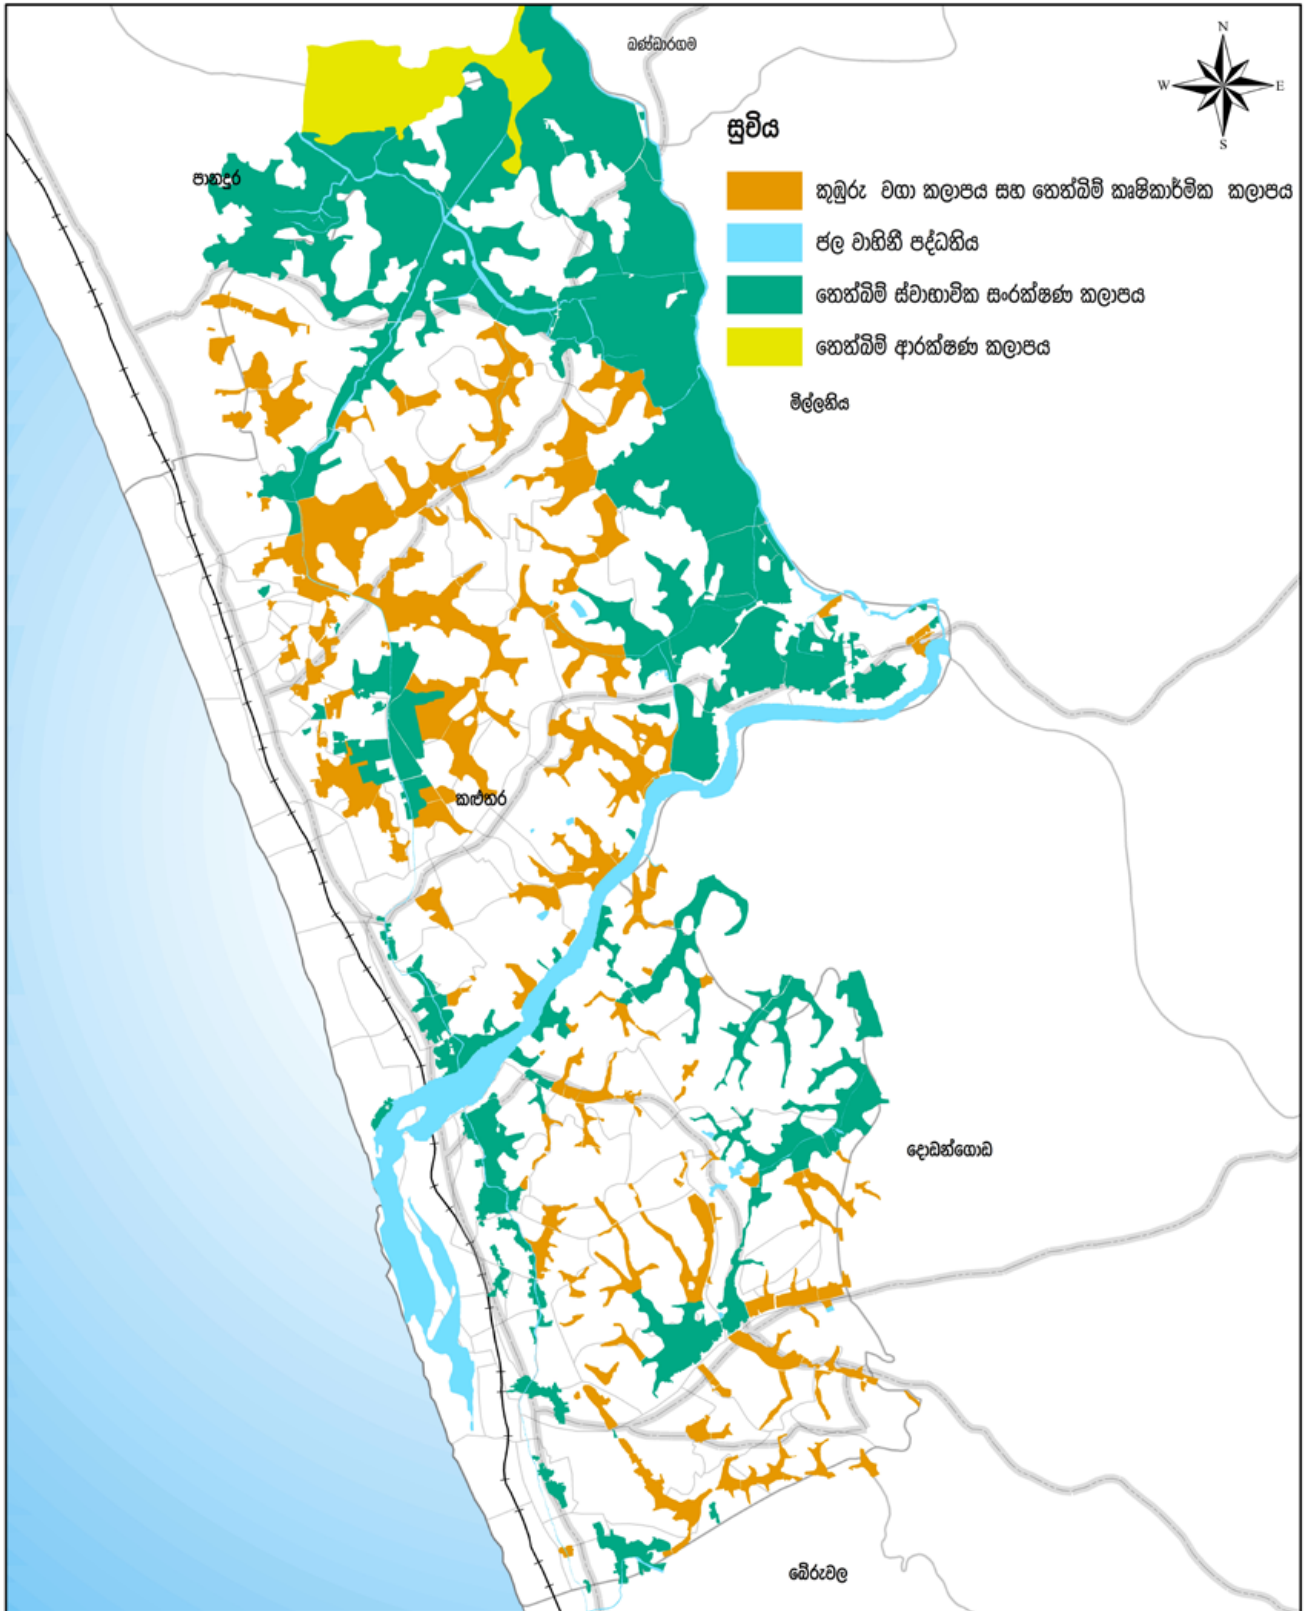 බණ්ඩාරගම
N
W
E
S
සූචිය
පානදුර
කුඹුරු වගා කලාපය සහ තෙත්බිම් කෘෂිකාර්මික කලාපය
ජල වාහිනී පද්ධතිය
තෙත්බිම් ස්වාභාවික සංරක්ෂණ කලාපය
තෙත්බිම් ආරක්ෂණ කලාපය
මිල්ලනිය
කළුතර
දොඩන්ගොඩ
බේරුවල